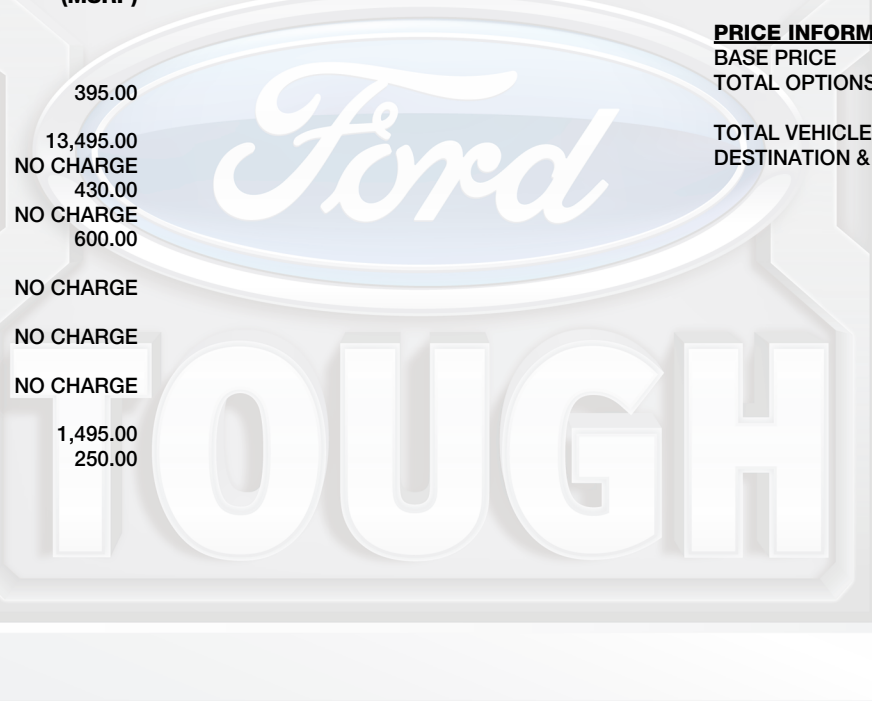 (MSRP)
395.00
13,495.00
NO CHARGE
430.00
NO CHARGE
600.00
NO CHARGE
NO CHARGE
NO CHARGE
1,495.00
250.00
PRICE INFORM
BASE PRICE
TOTAL OPTIONS
TOTAL VEHICLE
DESTINATION &
Ford
TOUGH